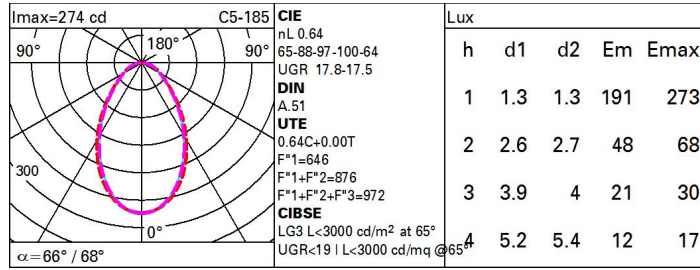 Imax=274 cd C5-185
90° 180° 90°
300
0°
α=66° / 68°
CIE
nL 0.64
65-88-97-100-64
UGR 17.8-17.5
DIN
A.51
UTE
0.64C+0.00T
F"1=646
F"1+F"2=876
F"1+F"2+F"3=972
CIBSE
LG3 L<3000 cd/m² at 65°
UGR<19 | L<3000 cd/mq @65°
Lux
h d1 d2 Em Emax
1 1.3 1.3 191 273
2 2.6 2.7 48 68
3 3.9 4 21 30
4 5.2 5.4 12 17